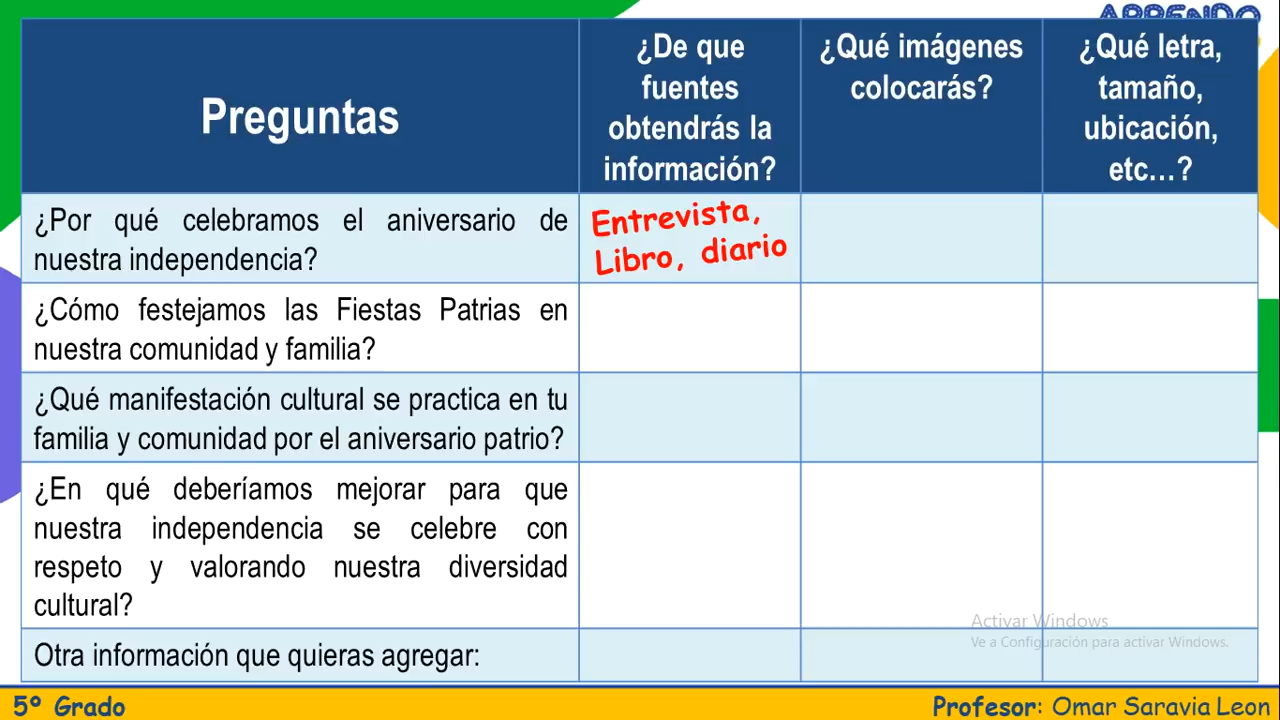 APRENDO
Preguntas
¿De que
fuentes
obtendrás la
información?
¿Qué imágenes
colocarás?
¿Qué letra,
tamaño,
ubicación,
etc…?
¿Por qué celebramos el aniversario de
nuestra independencia?
Entrevista,
Libro, diario
¿Cómo festejamos las Fiestas Patrias en
nuestra comunidad y familia?
¿Qué manifestación cultural se practica en tu
familia y comunidad por el aniversario patrio?
¿En qué deberíamos mejorar para que
nuestra independencia se celebre con
respeto y valorando nuestra diversidad
cultural?
Otra información que quieras agregar:
Activar Windows
Ve a Configuración para activar Windows.
5º Grado
Profesor: Omar Saravia Leon